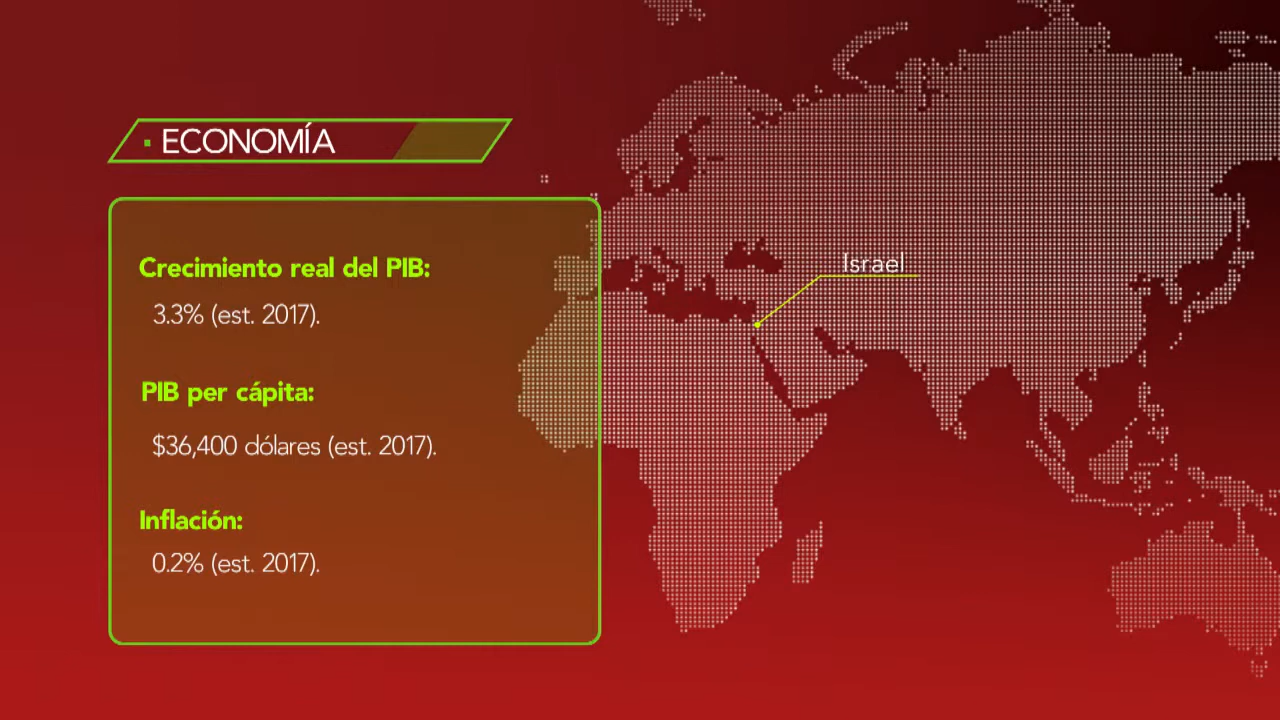 ECONOMÍA
Crecimiento real del PIB:
3.3% (est. 2017).
PIB per cápita:
$36,400 dólares (est. 2017).
Inflación:
0.2% (est. 2017).
Israel